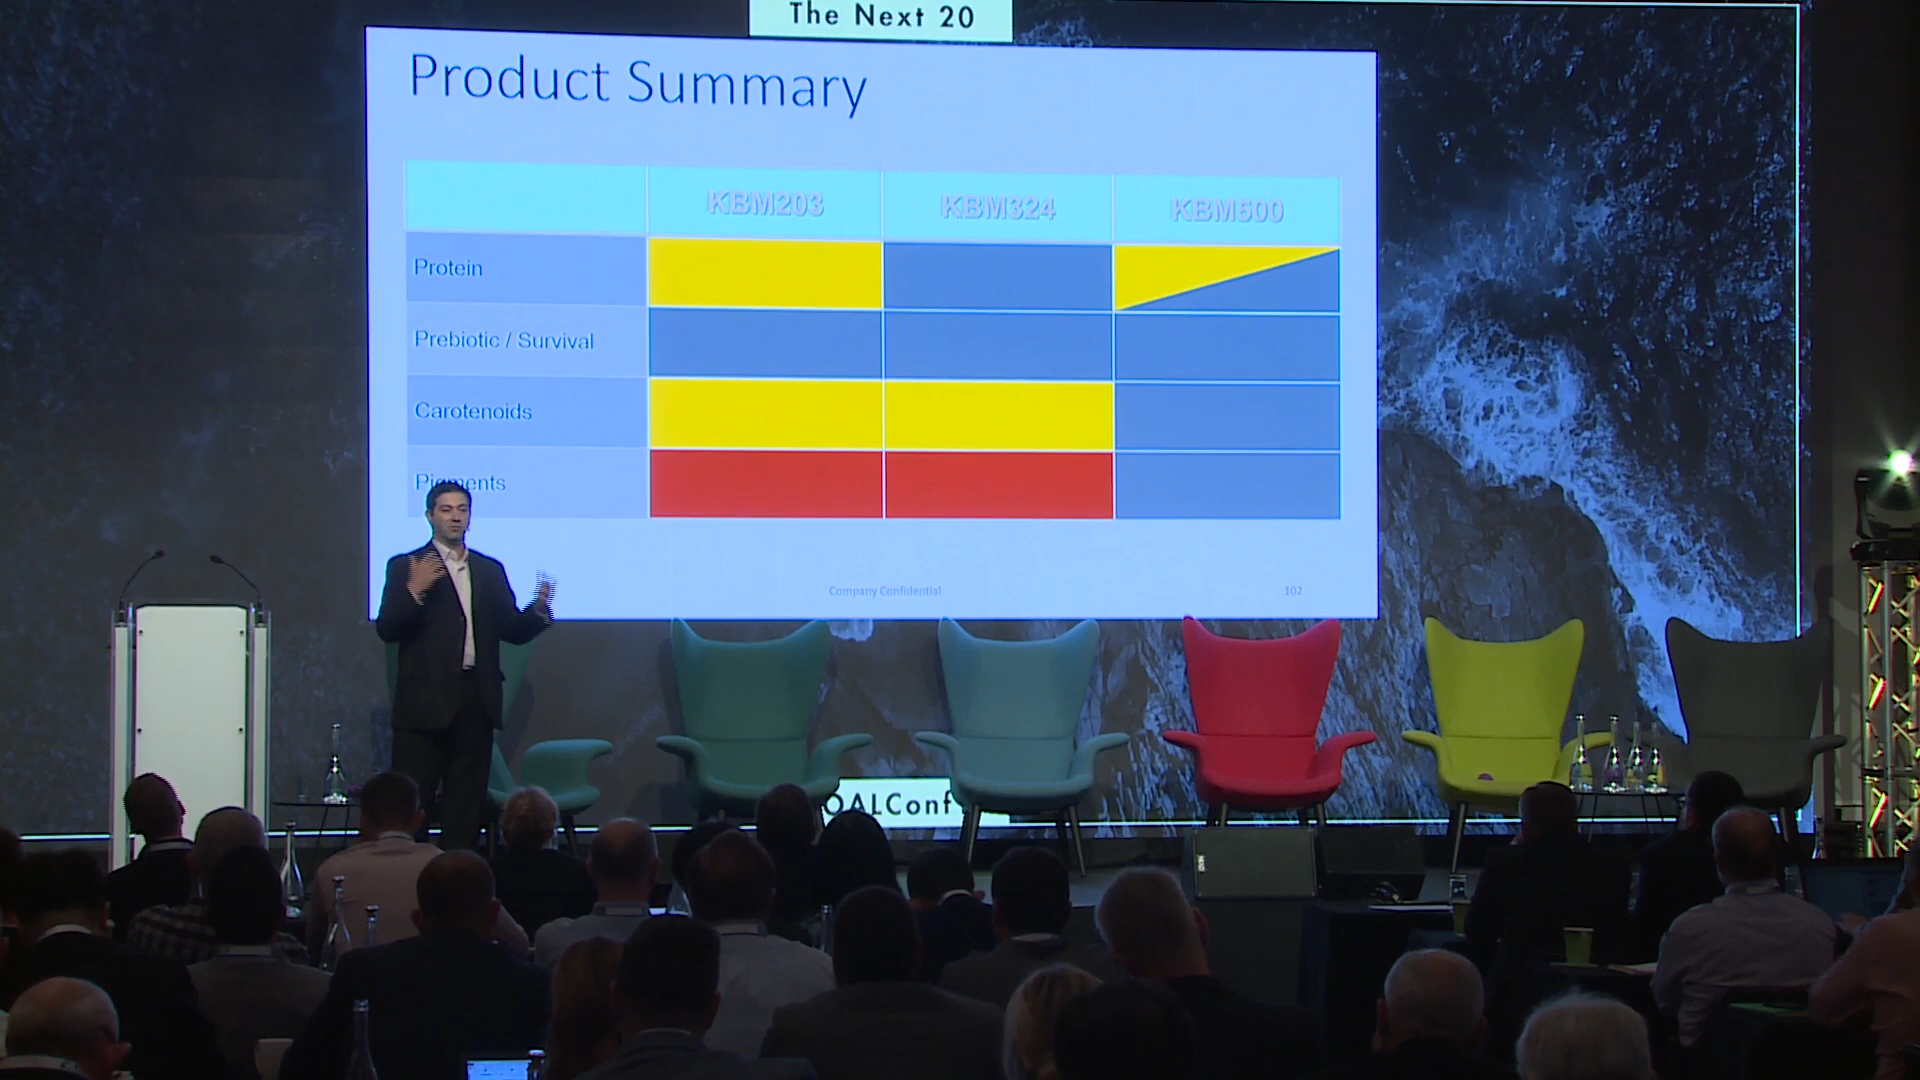 The Next 20
Product Summary
KBM203 KBM324 KBM500
Protein
Prebiotic / Survival
Carotenoids
Pigments
Company Confidential 102
OALConf